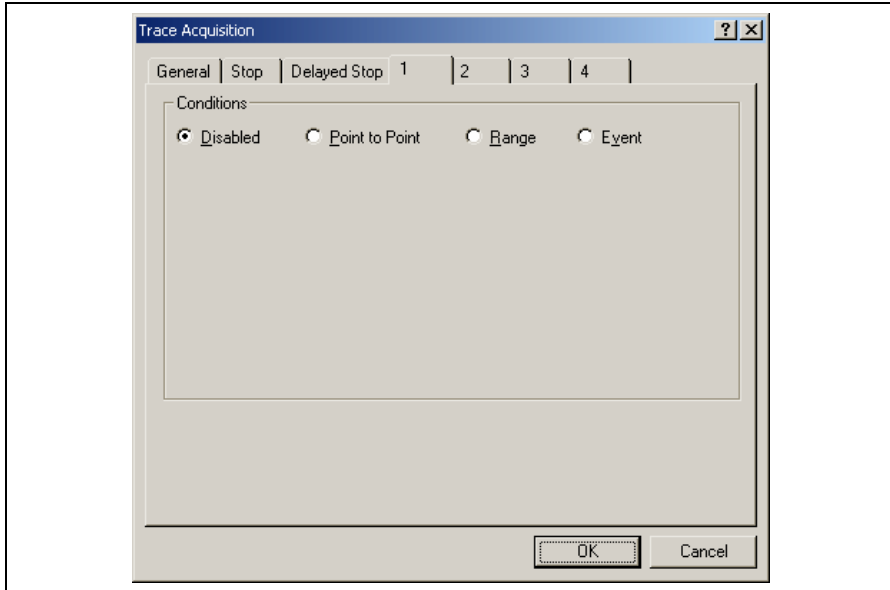 Trace Acquisition
General Stop Delayed Stop 1 2 3 4
Conditions
Disabled Point to Point Range Event
OK Cancel